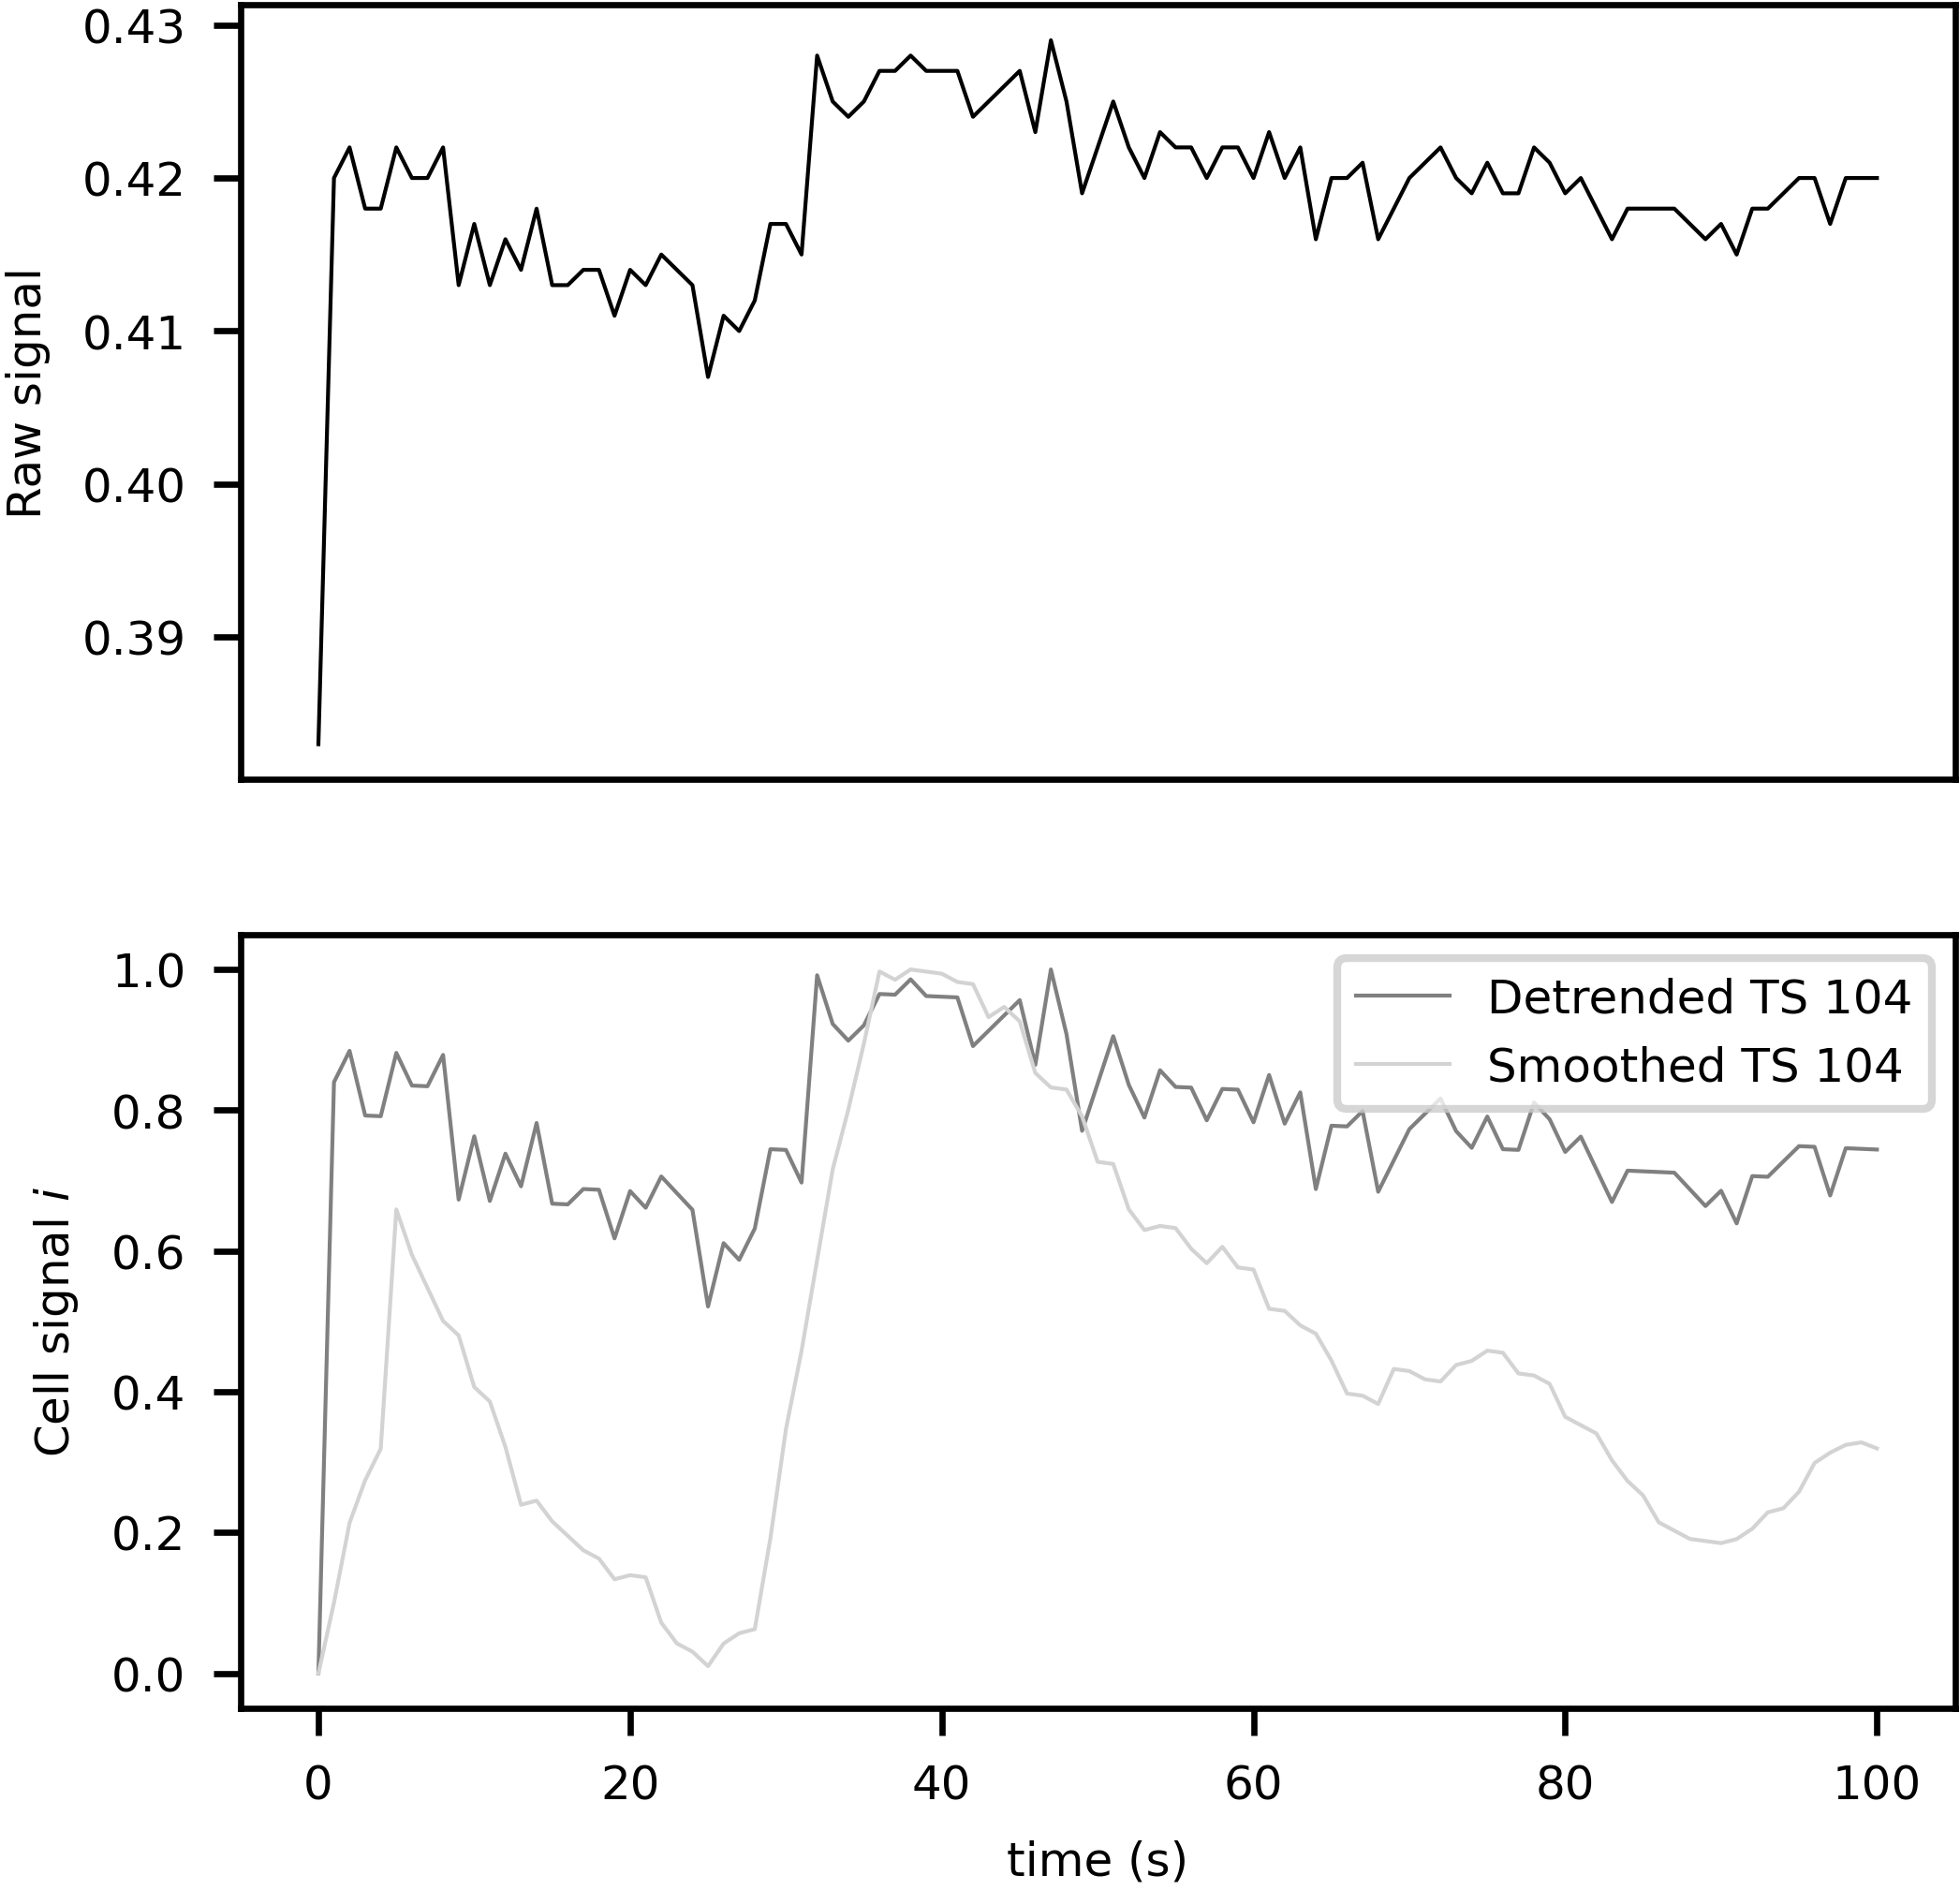 Raw signal
0.43
0.42
0.41
0.40
0.39
Cell signal i
1.0
0.8
0.6
0.4
0.2
0.0
Detrended TS 104
Smoothed TS 104
0 20 40 60 80 100
time (s)